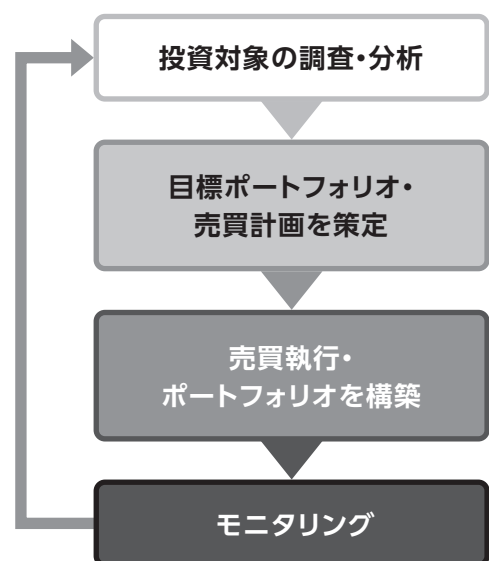 投資対象の調査・分析
目標ポートフォリオ・
売買計画を策定
売買執行・
ポートフォリオを構築
モニタリング